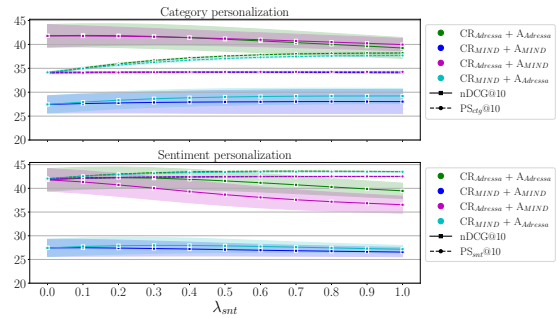 Category personalization
45
40
35
30
25
20
CR_Adressa + A_Adressa
CR_MIND + A_MIND
CR_Adressa + A_MIND
CR_MIND + A_Adressa
nDCG@10
PS_ctg@10
Sentiment personalization
45
40
35
30
25
20
0.0 0.1 0.2 0.3 0.4 0.5 0.6 0.7 0.8 0.9 1.0
λ_snt
CR_Adressa + A_Adressa
CR_MIND + A_MIND
CR_Adressa + A_MIND
CR_MIND + A_Adressa
nDCG@10
PS_snt@10